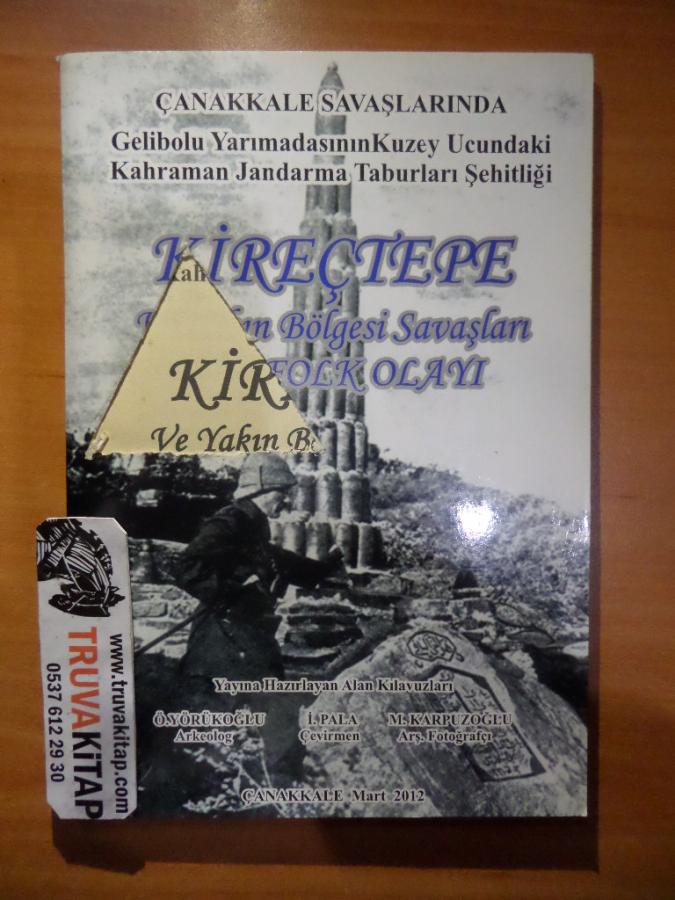 ÇANAKKALE SAVAŞLARINDA
Gelibolu YarımadasınınKuzey Ucundaki
Kahraman Jandarma Taburları Şehitliği
KİREÇTEPE
Bölgesi Savaşları
FOLK OLAYI
Kah
KİR
Ve Yakın
Yayına Hazırlayan Alan Kılavuzları
Ö.YÖRÜKOĞLU İ. PALA M. KARPUZOĞLU
Arkeolog Çevirmen Arş. Fotoğrafçı
ÇANAKKALE Mart 2012
www.truvakitap.com
TRUVAKİTAP
0537 612 29 30